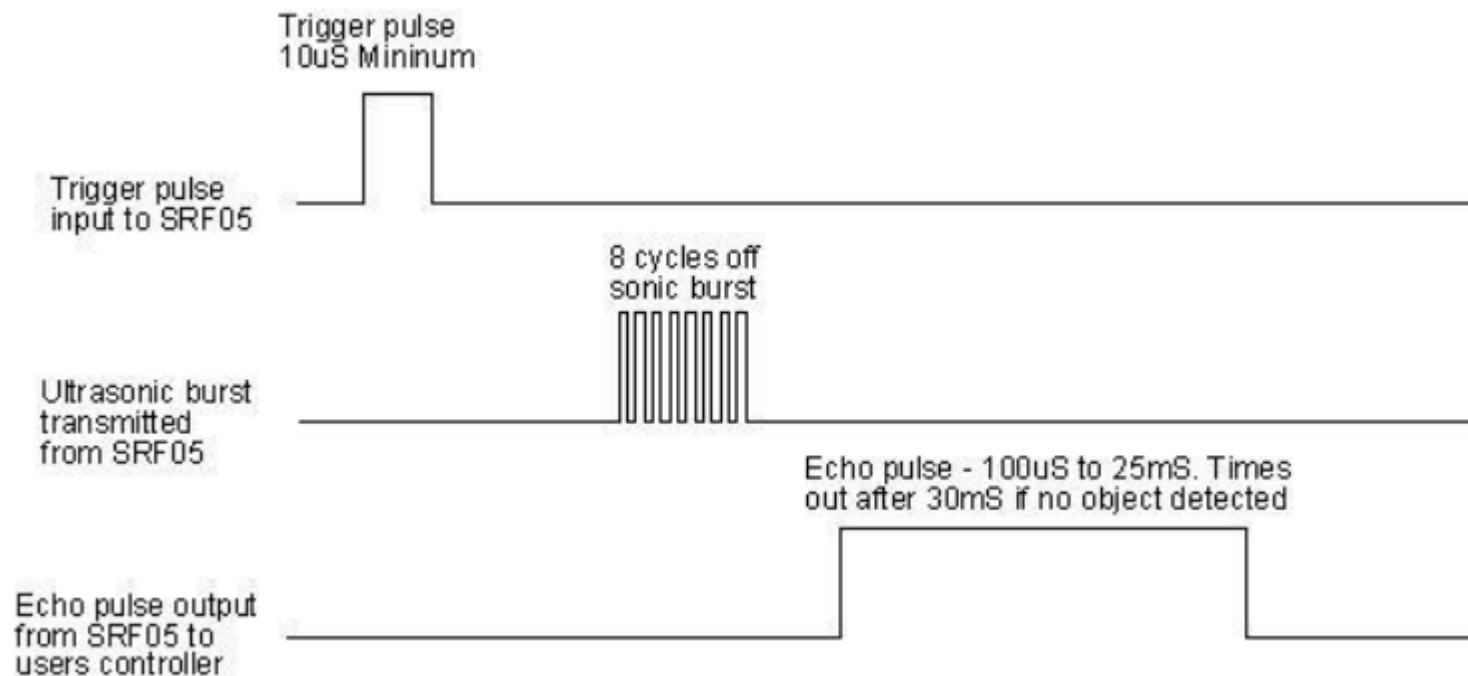 Trigger pulse
10uS Mininum
Trigger pulse
input to SRF05
8 cycles off
sonic burst
Ultrasonic burst
transmitted
from SRF05
Echo pulse - 100uS to 25mS. Times
out after 30mS if no object detected
Echo pulse output
from SRF05 to
users controller